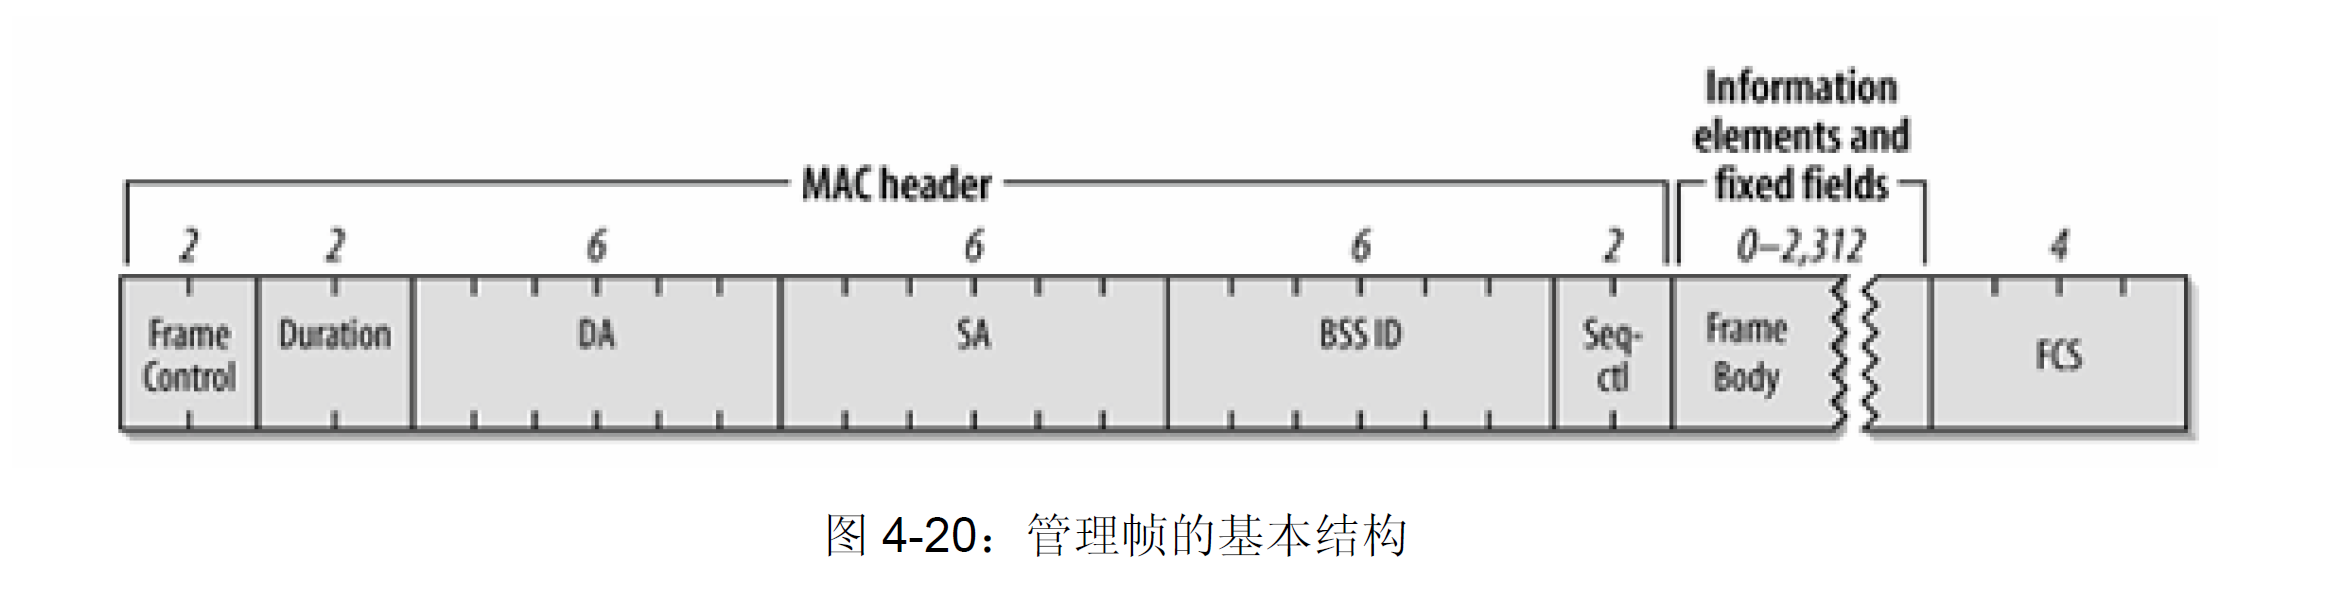 Information
elements and
MAC header fixed fields
2 2 6 6 6 2 0–2,312 4
Frame Control Duration DA SA BSS ID Seq-ctl Frame Body FCS
图 4-20：管理帧的基本结构